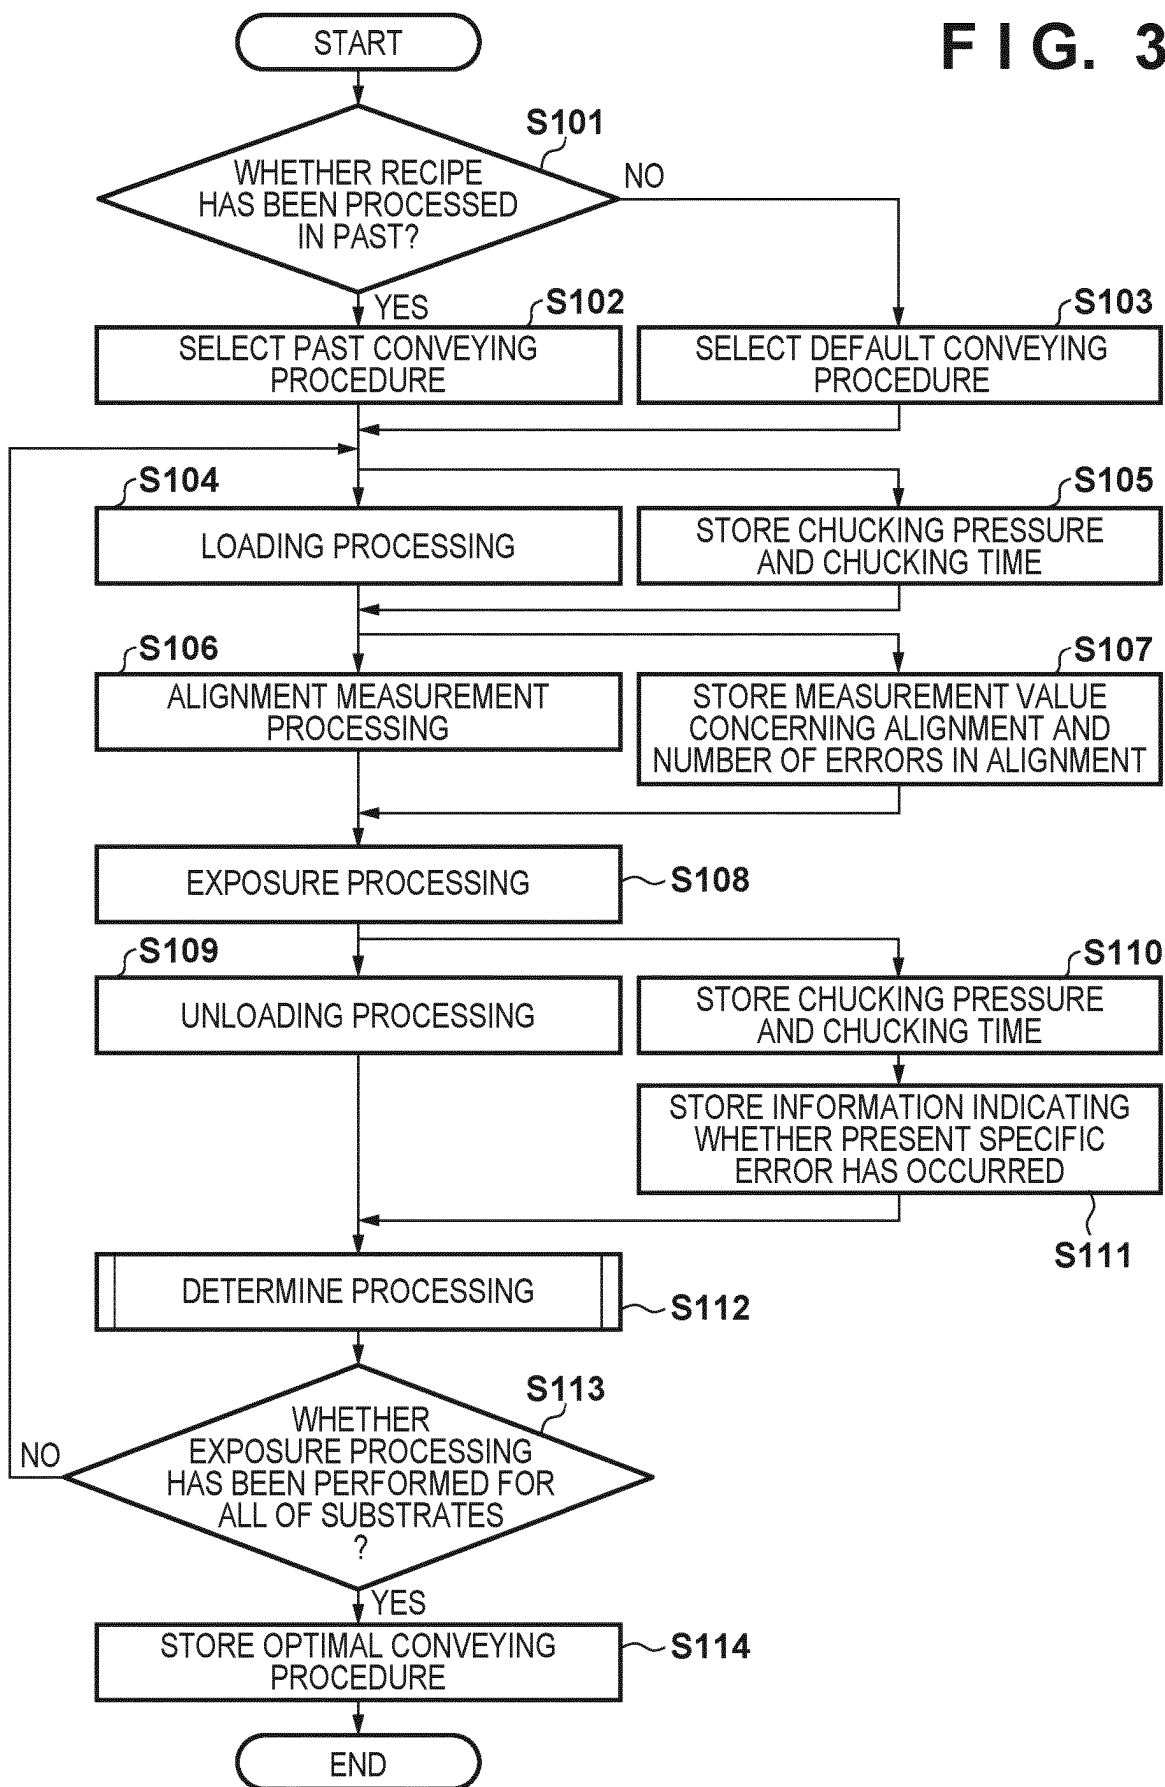 FIG. 3
START
S101
WHETHER RECIPE
HAS BEEN PROCESSED
IN PAST?
NO
YES
S102
SELECT PAST CONVEYING
PROCEDURE
S103
SELECT DEFAULT CONVEYING
PROCEDURE
S104
LOADING PROCESSING
S105
STORE CHUCKING PRESSURE
AND CHUCKING TIME
S106
ALIGNMENT MEASUREMENT
PROCESSING
S107
STORE MEASUREMENT VALUE
CONCERNING ALIGNMENT AND
NUMBER OF ERRORS IN ALIGNMENT
EXPOSURE PROCESSING
S108
S109
UNLOADING PROCESSING
S110
STORE CHUCKING PRESSURE
AND CHUCKING TIME
STORE INFORMATION INDICATING
WHETHER PRESENT SPECIFIC
ERROR HAS OCCURRED
S111
DETERMINE PROCESSING
S112
S113
WHETHER
EXPOSURE PROCESSING
HAS BEEN PERFORMED FOR
ALL OF SUBSTRATES
?
NO
YES
STORE OPTIMAL CONVEYING
PROCEDURE
S114
END